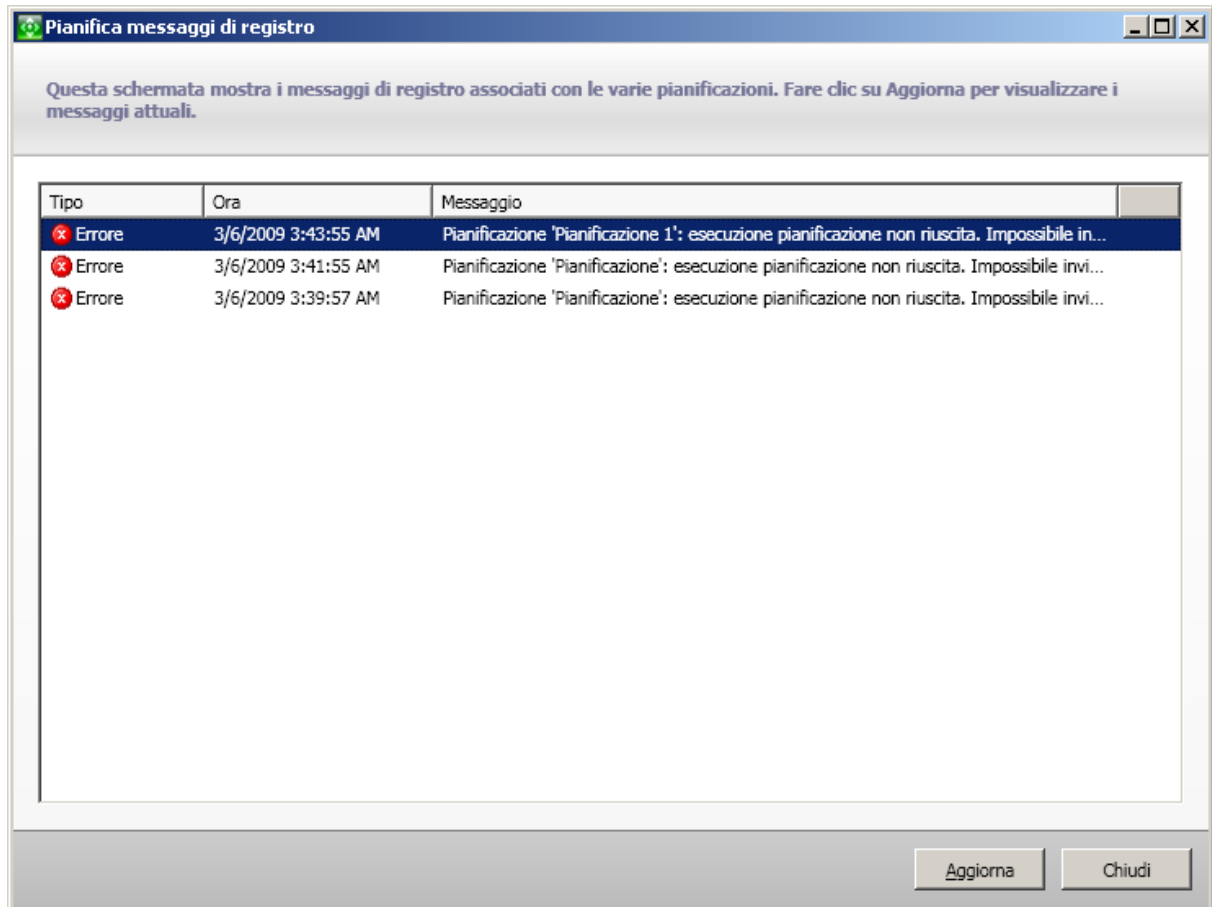 Pianifica messaggi di registro
Questa schermata mostra i messaggi di registro associati con le varie pianificazioni. Fare clic su Aggiorna per visualizzare i
messaggi attuali.
Tipo Ora Messaggio
Errore 3/6/2009 3:43:55 AM Pianificazione 'Pianificazione 1': esecuzione pianificazione non riuscita. Impossibile in...
Errore 3/6/2009 3:41:55 AM Pianificazione 'Pianificazione': esecuzione pianificazione non riuscita. Impossibile invi...
Errore 3/6/2009 3:39:57 AM Pianificazione 'Pianificazione': esecuzione pianificazione non riuscita. Impossibile invi...
Aggiorna Chiudi